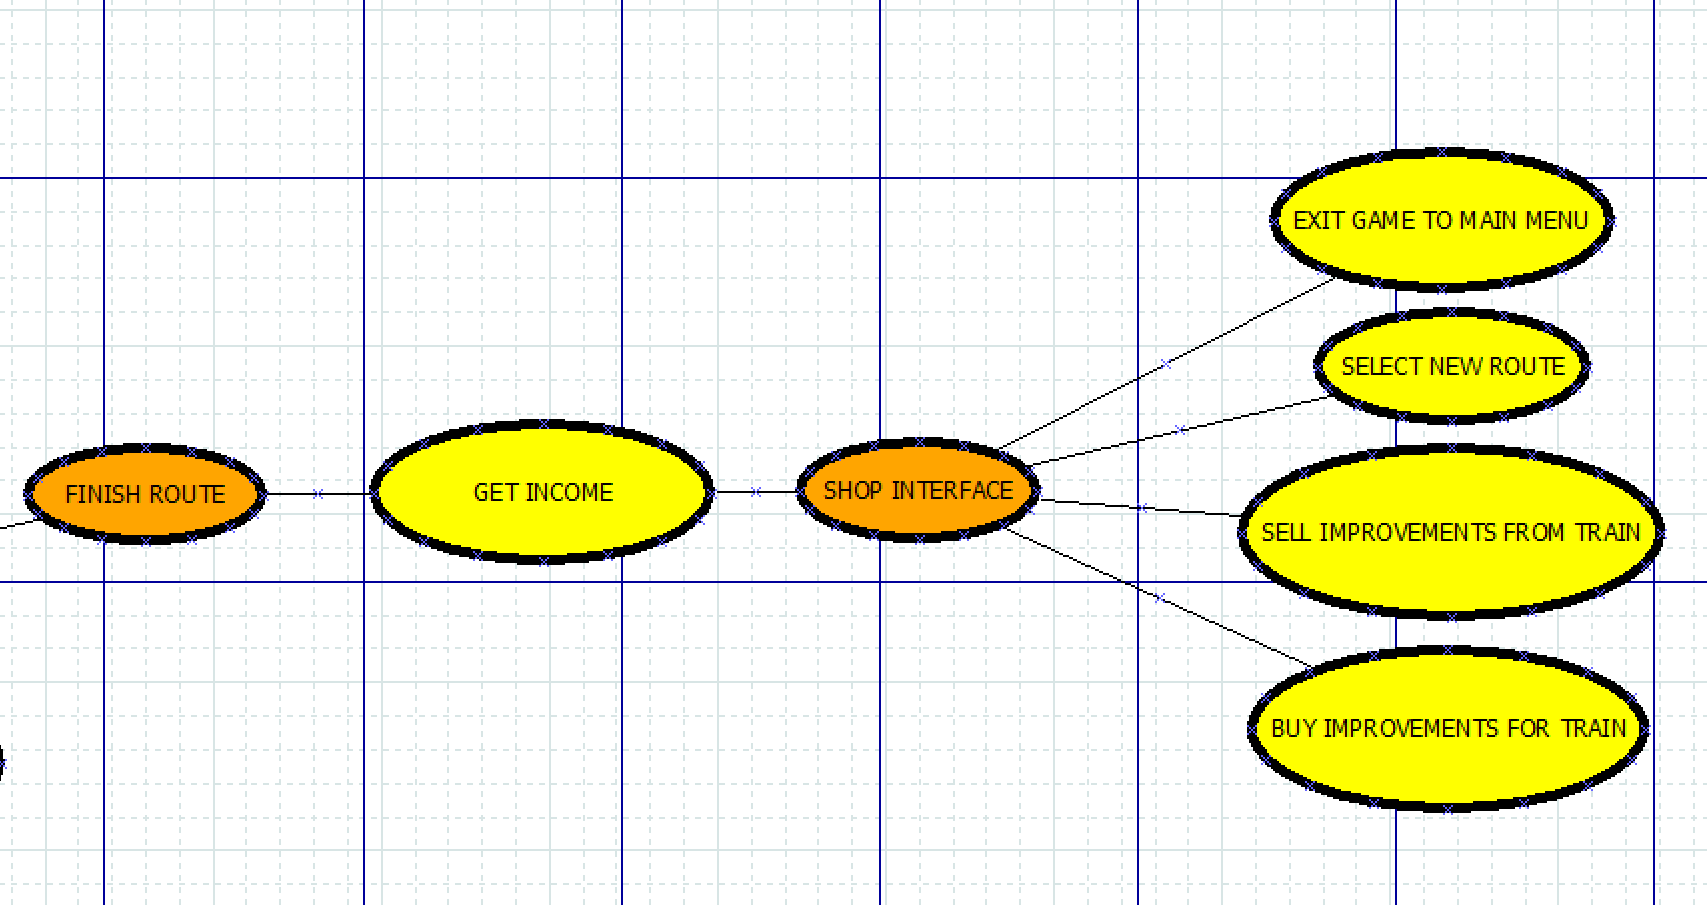 FINISH ROUTE
GET INCOME
SHOP INTERFACE
EXIT GAME TO MAIN MENU
SELECT NEW ROUTE
SELL IMPROVEMENTS FROM TRAIN
BUY IMPROVEMENTS FOR TRAIN